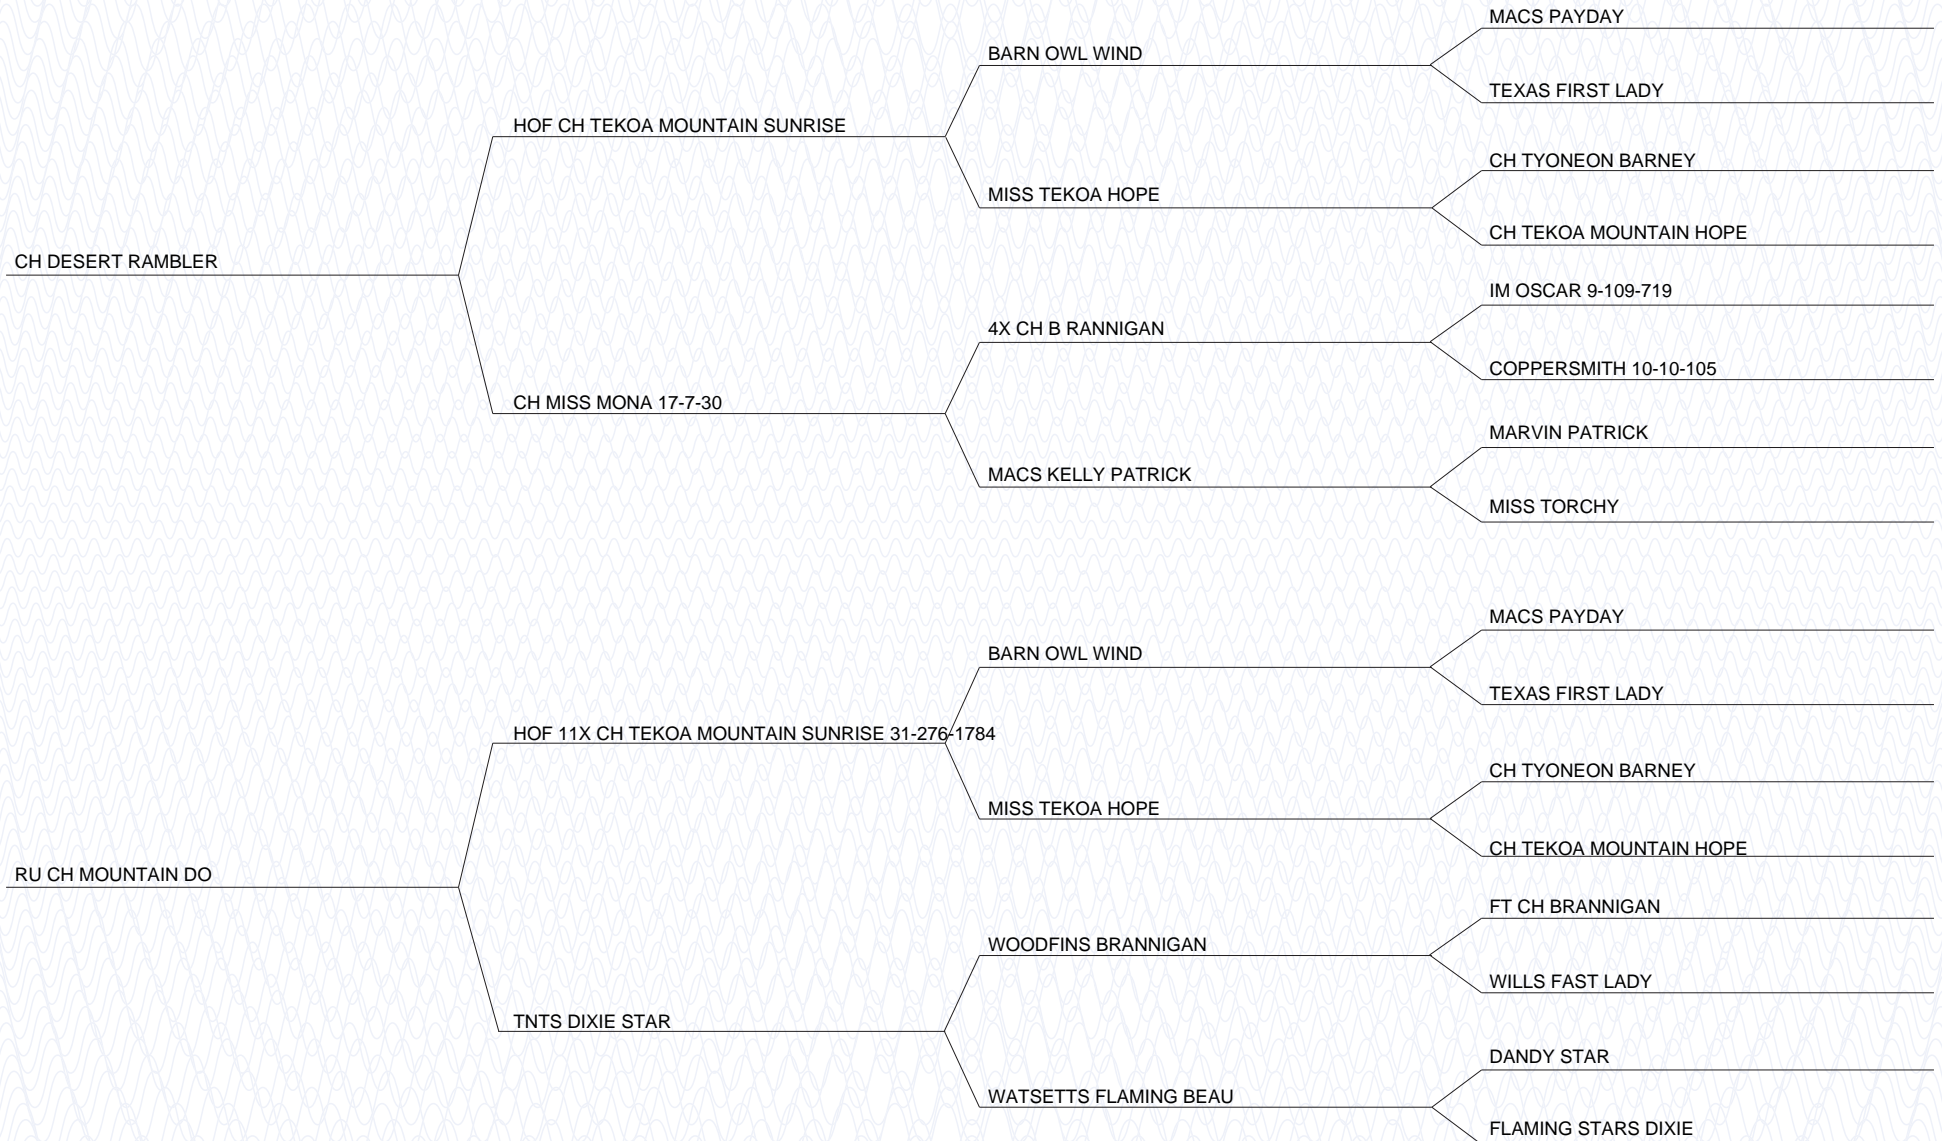 MACS PAYDAY
BARN OWL WIND
TEXAS FIRST LADY
HOF CH TEKOA MOUNTAIN SUNRISE
CH TYONEON BARNEY
MISS TEKOA HOPE
CH TEKOA MOUNTAIN HOPE
CH DESERT RAMBLER
IM OSCAR 9-109-719
4X CH B RANNIGAN
COPPERSMITH 10-10-105
CH MISS MONA 17-7-30
MARVIN PATRICK
MACS KELLY PATRICK
MISS TORCHY
MACS PAYDAY
BARN OWL WIND
TEXAS FIRST LADY
HOF 11X CH TEKOA MOUNTAIN SUNRISE 31-276-1784
CH TYONEON BARNEY
MISS TEKOA HOPE
CH TEKOA MOUNTAIN HOPE
RU CH MOUNTAIN DO
FT CH BRANNIGAN
WOODFINS BRANNIGAN
WILLS FAST LADY
TNTS DIXIE STAR
DANDY STAR
WATSETTS FLAMING BEAU
FLAMING STARS DIXIE